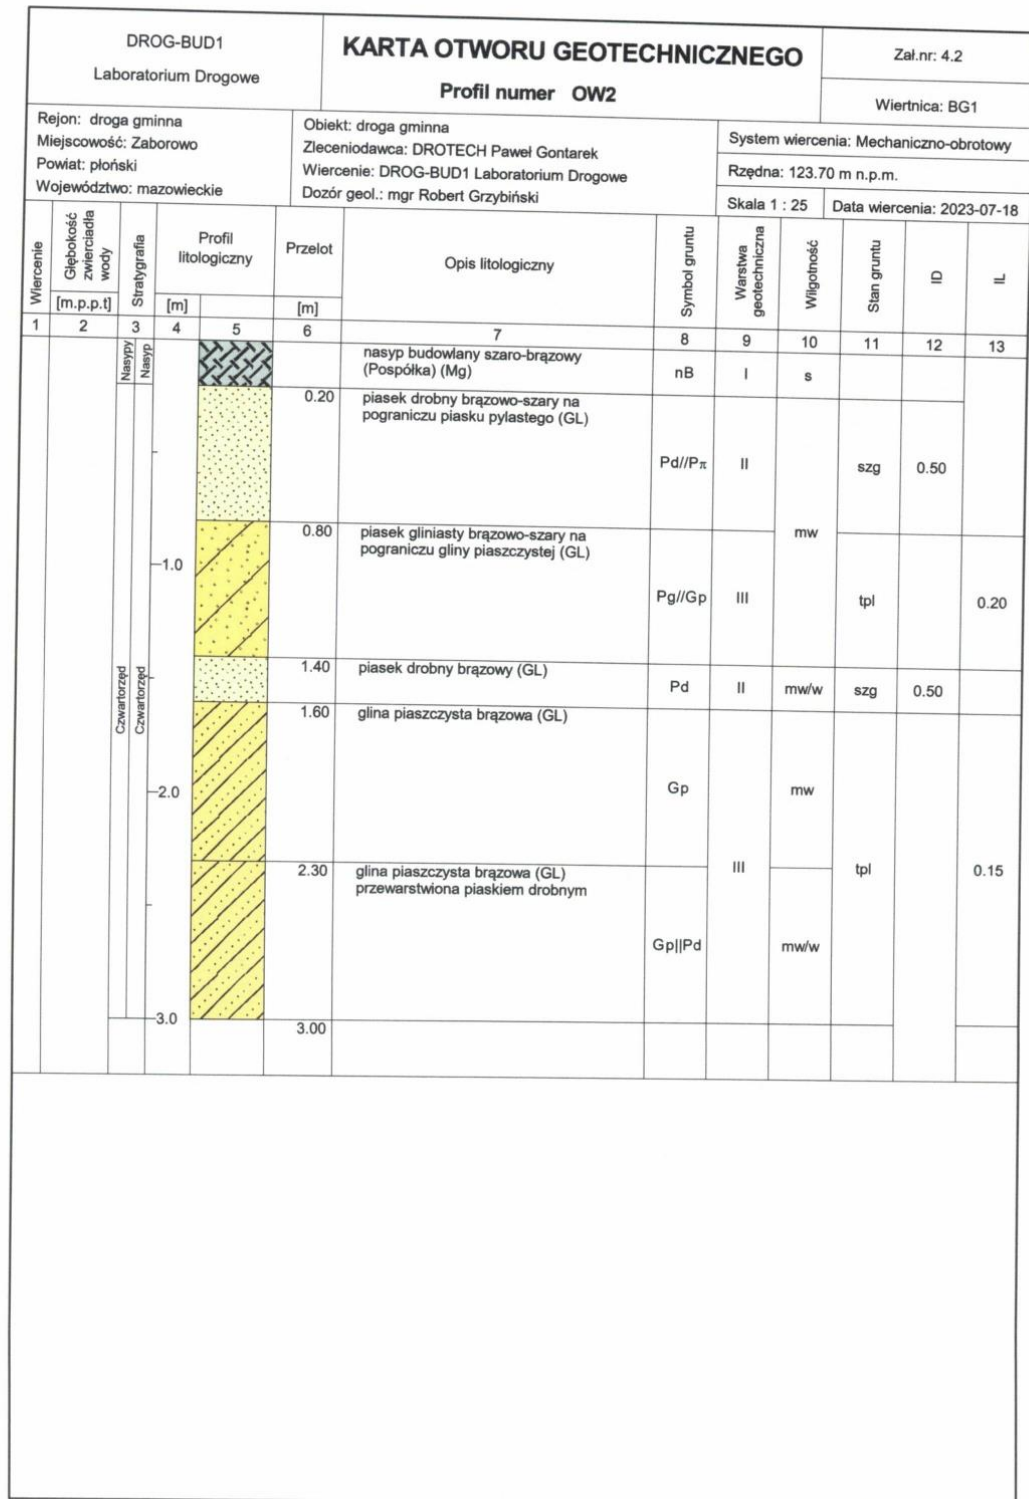 DROG-BUD1
Laboratorium Drogowe
KARTA OTWORU GEOTECHNICZNEGO
Profil numer OW2
Zał.nr: 4.2
Wiertnica: BG1
Rejon: droga gminna
Miejscowość: Zaborowo
Powiat: płoński
Województwo: mazowieckie
Obiekt: droga gminna
Zleceniodawca: DROTECH Paweł Gontarek
Wiercenie: DROG-BUD1 Laboratorium Drogowe
Dozór geol.: mgr Robert Grzybiński
System wiercenia: Mechaniczno-obrotowy
Rzędna: 123.70 m n.p.m.
Skala 1 : 25 Data wiercenia: 2023-07-18
Wiercenie
Głębokość zwierciadła wody
[m.p.p.t]
Stratygrafia
Profil litologiczny
[m]
Przelot
[m]
Opis litologiczny
Symbol gruntu
Warstwa geotechniczna
Wilgotność
Stan gruntu
ID
IL
1 2 3 4 5 6 7 8 9 10 11 12 13
Nasypy
Nasyp
nasyp budowlany szaro-brązowy
(Pospółka) (Mg)
nB I s
0.20 piasek drobny brązowo-szary na
pograniczu piasku pylastego (GL)
Pd//Pπ II szg 0.50
mw
0.80 piasek gliniasty brązowo-szary na
pograniczu gliny piaszczystej (GL)
1.0
Pg//Gp III tpl 0.20
1.40 piasek drobny brązowy (GL)
Pd II mw/w szg 0.50
Czwartorzęd
Czwartorzęd
1.60 glina piaszczysta brązowa (GL)
2.0
Gp mw
2.30 glina piaszczysta brązowa (GL)
przewarstwiona piaskiem drobnym
III tpl 0.15
Gp||Pd mw/w
3.0
3.00